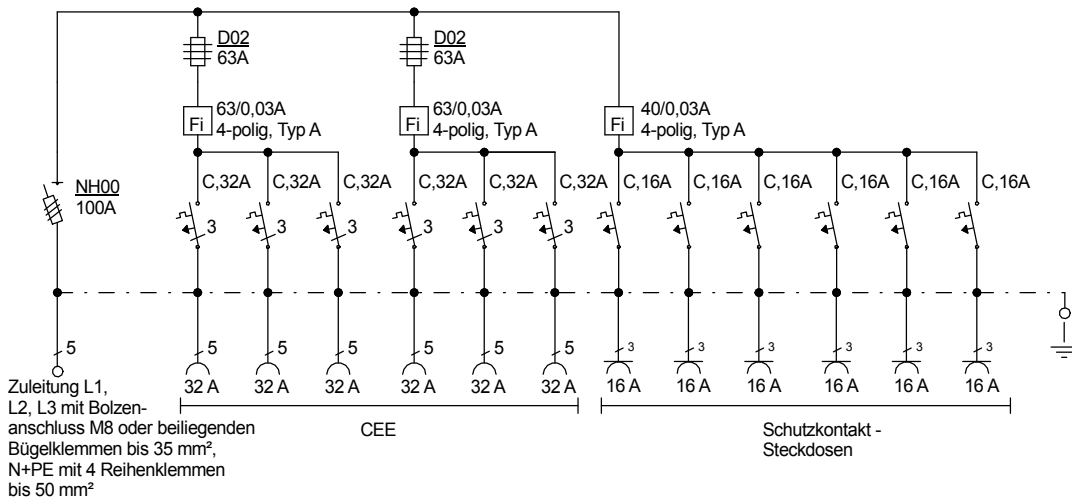 D02
63A
D02
63A
63/0,03A
4-polig, Typ A
Fi
63/0,03A
4-polig, Typ A
Fi
40/0,03A
4-polig, Typ A
Fi
NH00
100A
C,32A C,32A C,32A C,32A C,32A C,32A C,16A C,16A C,16A C,16A C,16A C,16A
3 3 3 3 3 3
5 5 5 5 5 5 5 3 3 3 3 3 3
32 A 32 A 32 A 32 A 32 A 32 A 16 A 16 A 16 A 16 A 16 A 16 A
Zuleitung L1,
L2, L3 mit Bolzen-
anschluss M8 oder beiliegenden
Bügelklemmen bis 35 mm²,
N+PE mit 4 Reihenklemmen
bis 50 mm²
CEE
Schutzkontakt -
Steckdosen